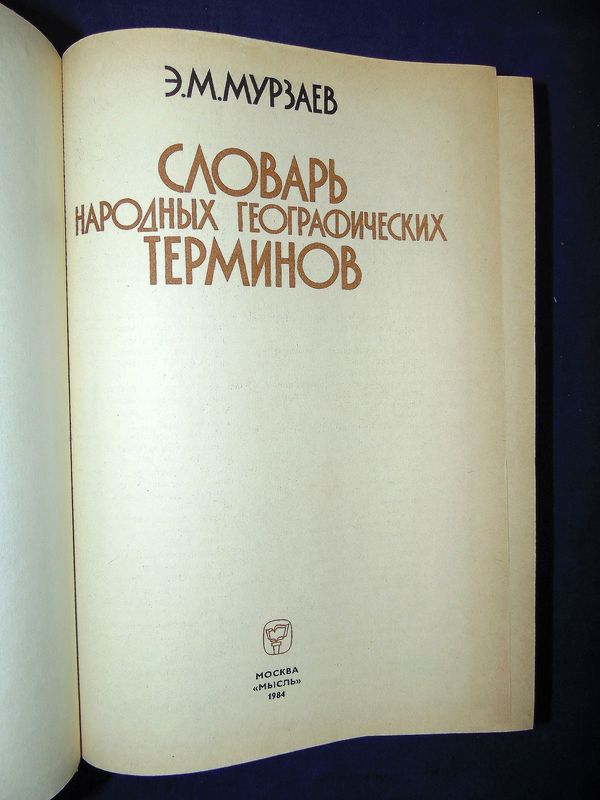 Э.М.МУРЗАЕВ
СЛОВАРЬ
НАРОДНЫХ ГЕОГРАФИЧЕСКИХ
ТЕРМИНОВ
МОСКВА
«МЫСЛЬ»
1984